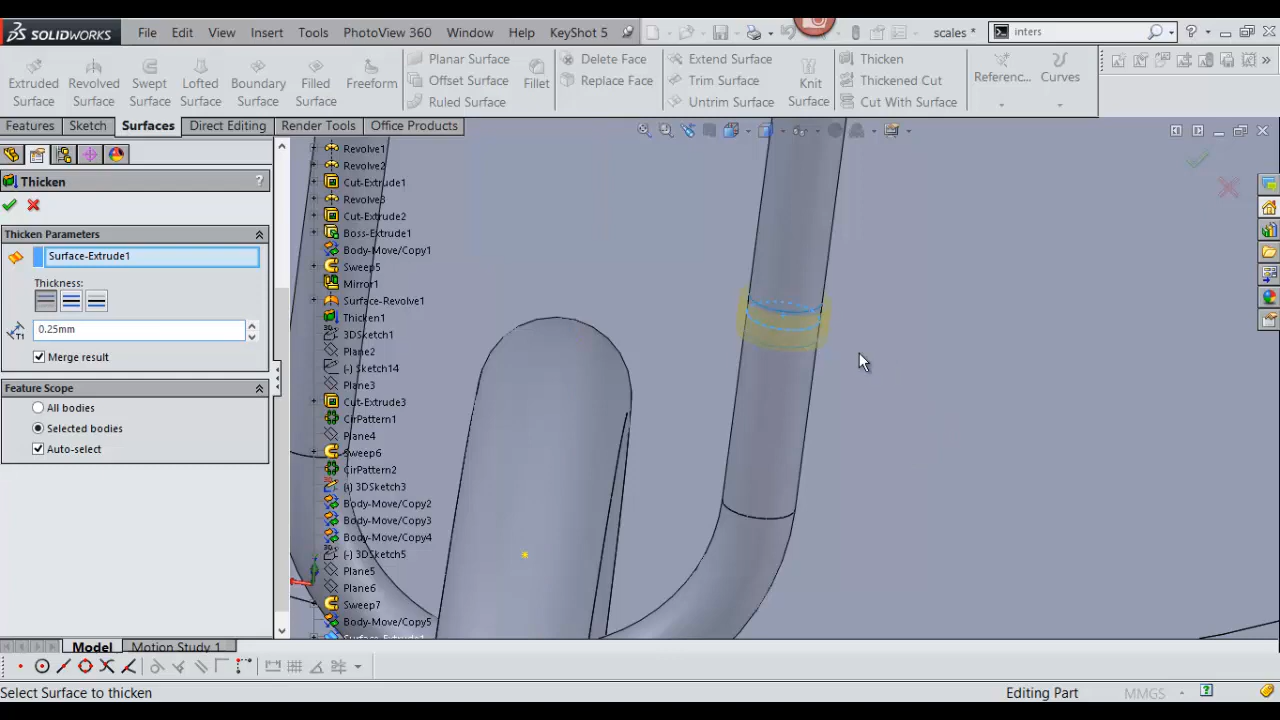 SOLIDWORKS File Edit View Insert Tools PhotoView 360 Window Help KeyShot 5 scales * inters
Extruded Surface Revolved Surface Swept Surface Lofted Surface Boundary Surface Filled Surface Freeform Planar Surface Offset Surface Ruled Surface Fillet Delete Face Replace Face Extend Surface Trim Surface Untrim Surface Knit Surface Thicken Thickened Cut Cut With Surface Referenc... Curves
Features Sketch Surfaces Direct Editing Render Tools Office Products
Thicken ?
Thicken Parameters
Surface-Extrude1
Thickness:
T1 0.25mm
Merge result
Feature Scope
All bodies
Selected bodies
Auto-select
Revolve1
Revolve2
Cut-Extrude1
Revolve3
Cut-Extrude2
Boss-Extrude1
Body-Move/Copy1
Sweep5
Mirror1
Surface-Revolve1
Thicken1
3DSketch1
Plane2
(-) Sketch14
Plane3
Cut-Extrude3
CirPattern1
Plane4
Sweep6
CirPattern2
(+) 3DSketch3
Body-Move/Copy2
Body-Move/Copy3
Body-Move/Copy4
(-) 3DSketch5
Plane5
Plane6
Sweep7
Body-Move/Copy5
Surface-Extrude1
Model Motion Study 1
Select Surface to thicken Editing Part MMGS